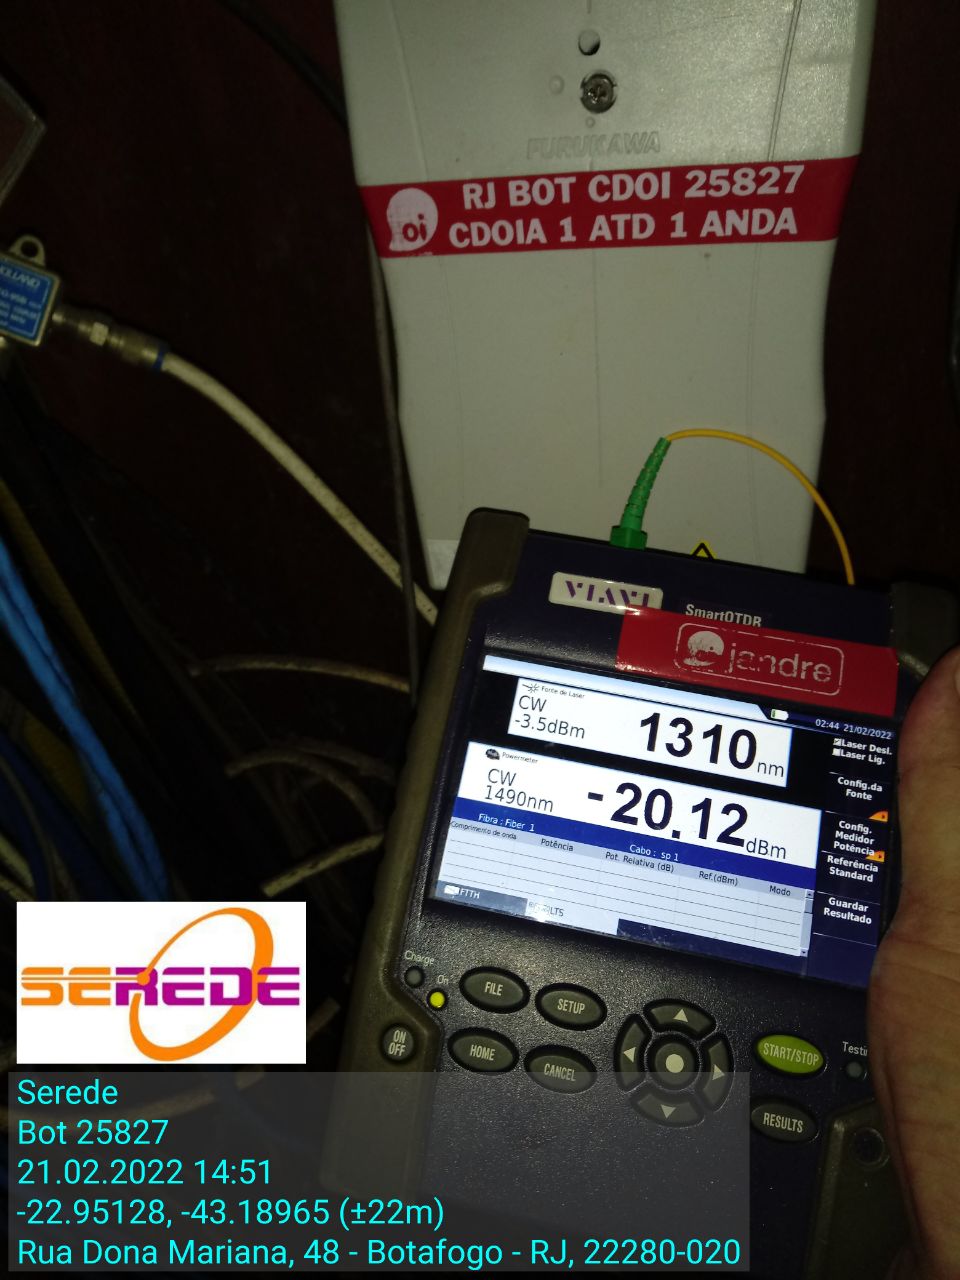 FURUKAWA
oi
RJ BOT CDOI 25827
CDOIA 1 ATD 1 ANDA
VIAVI
SmartOTDR
jandre
02:44 21/02/2022
Fonte de Laser
CW
-3.5dBm
1310nm
Laser Desl.
Laser Lig.
Config.da
Fonte
Powermeter
CW
1490nm
-20.12dBm
Config.
Medidor
Potência
Referência
Standard
Guardar
Resultado
Fibra : Fiber 1
Cabo : sp 1
Comprimento de onda
Potência
Pot. Relativa (dB)
Ref.(dBm)
Modo
FTTH
Charge
On
ON
OFF
FILE
SETUP
HOME
CANCEL
START/STOP
RESULTS
SEREDE
Serede
Bot 25827
21.02.2022 14:51
-22.95128, -43.18965 (±22m)
Rua Dona Mariana, 48 - Botafogo - RJ, 22280-020